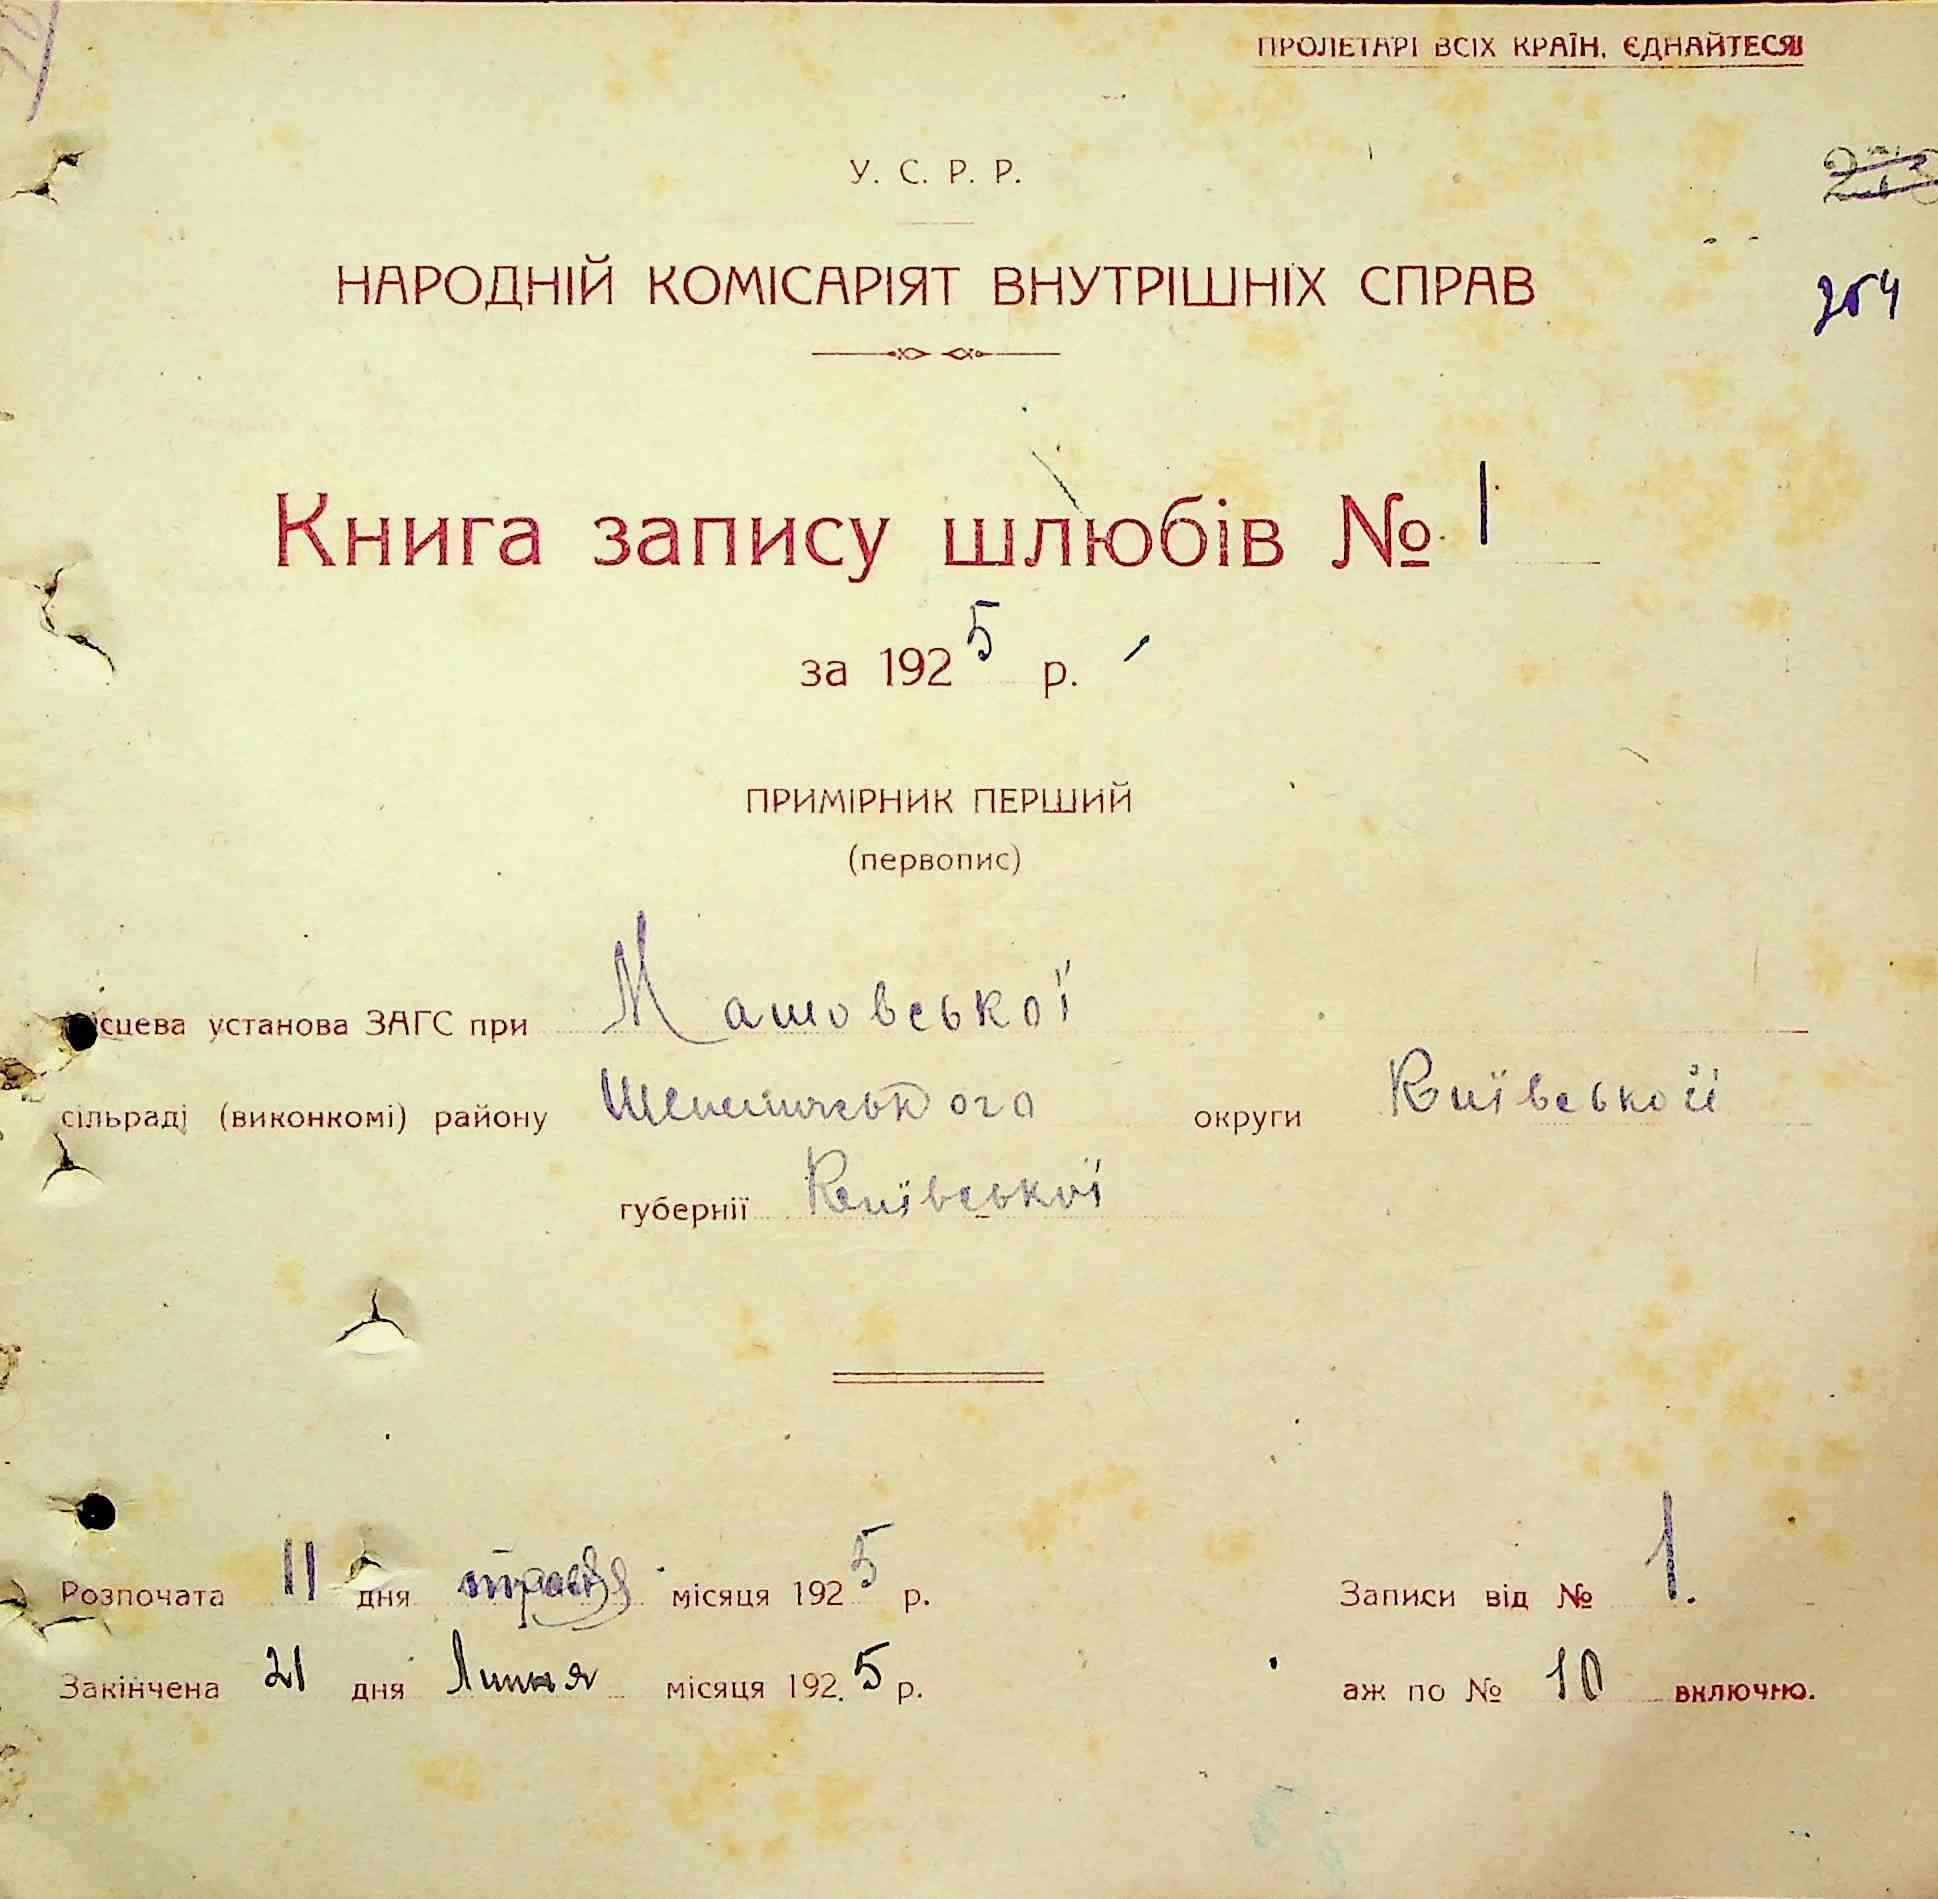 ПРОЛЕТАРІ ВСІХ КРАЇН, ЄДНАЙТЕСЯ!
У. С. Р. Р.
НАРОДНІЙ КОМІСАРІЯТ ВНУТРІШНІХ СПРАВ
264
Книга запису шлюбів № 1
за 1925 р.
ПРИМІРНИК ПЕРШИЙ
(первопис)
Місцева установа ЗАГС при Машовської
сільраді (виконкомі) району Шепелицького округи Київської
губернії Київської
Розпочата 11 дня травня місяця 1925 р. Записи від № 1.
Закінчена 21 дня Липня місяця 1925 р. аж по № 10 включно.